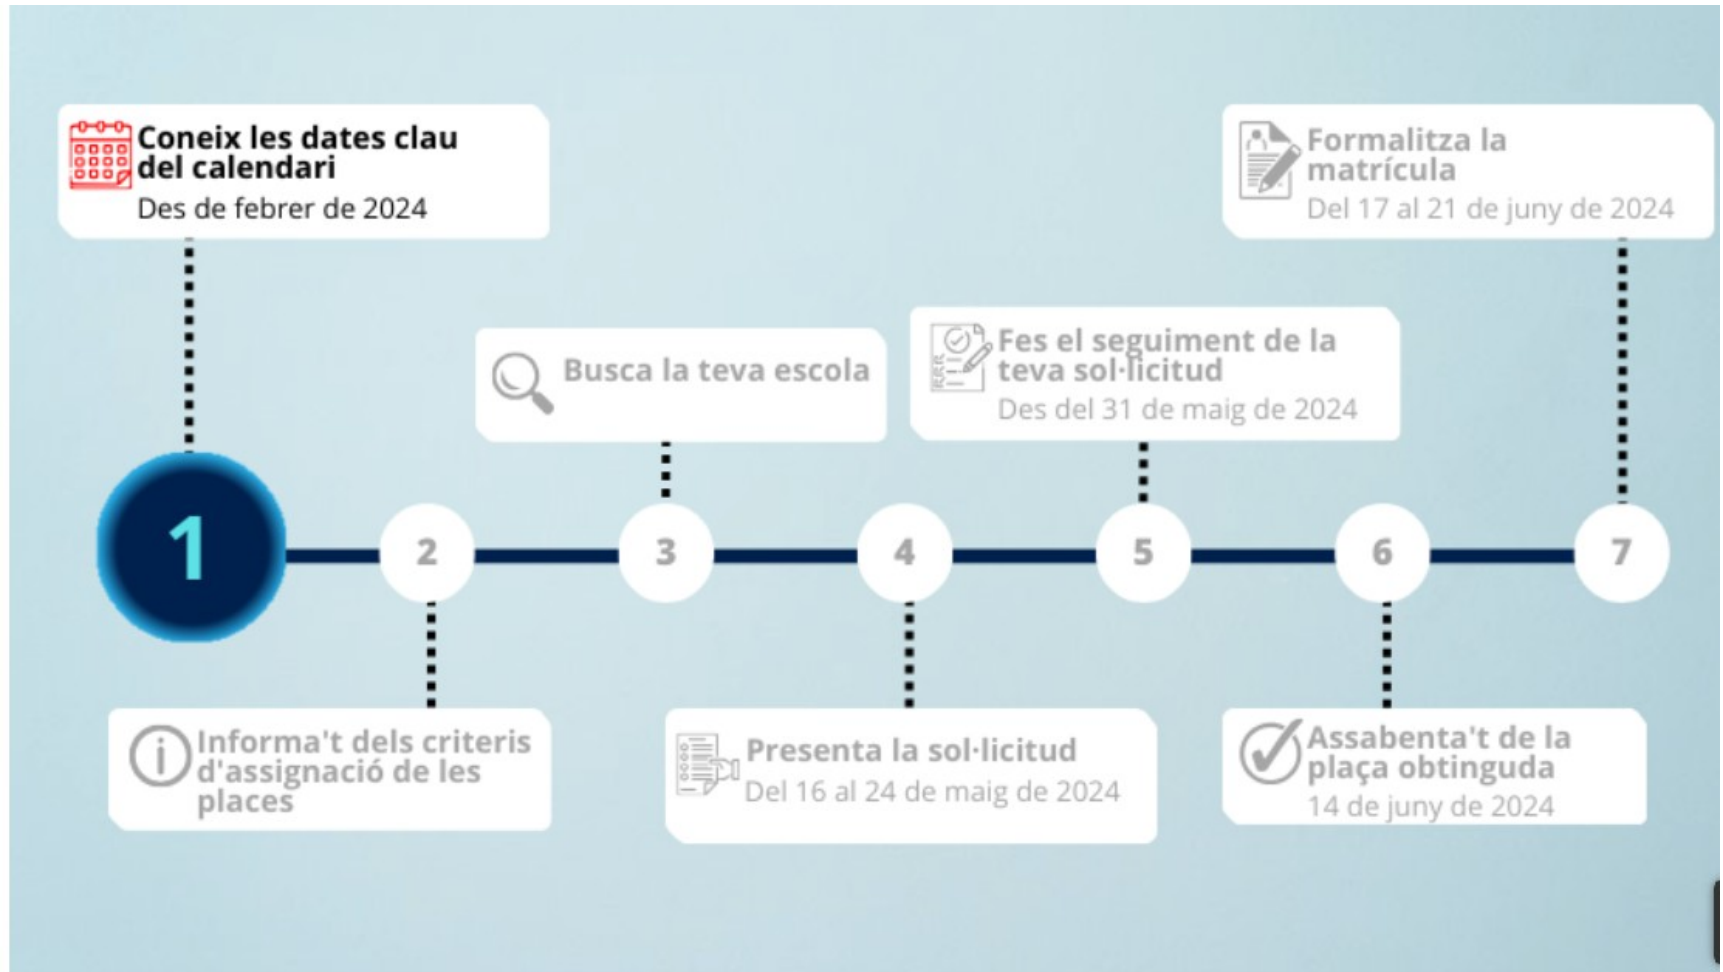 Coneix les dates clau
del calendari
Des de febrer de 2024
Formalitza la
matrícula
Del 17 al 21 de juny de 2024
Busca la teva escola
Fes el seguiment de la
teva sol·licitud
Des del 31 de maig de 2024
1
2
3
4
5
6
7
Informa't dels criteris
d'assignació de les
places
Presenta la sol·licitud
Del 16 al 24 de maig de 2024
Assabenta't de la
plaça obtinguda
14 de juny de 2024